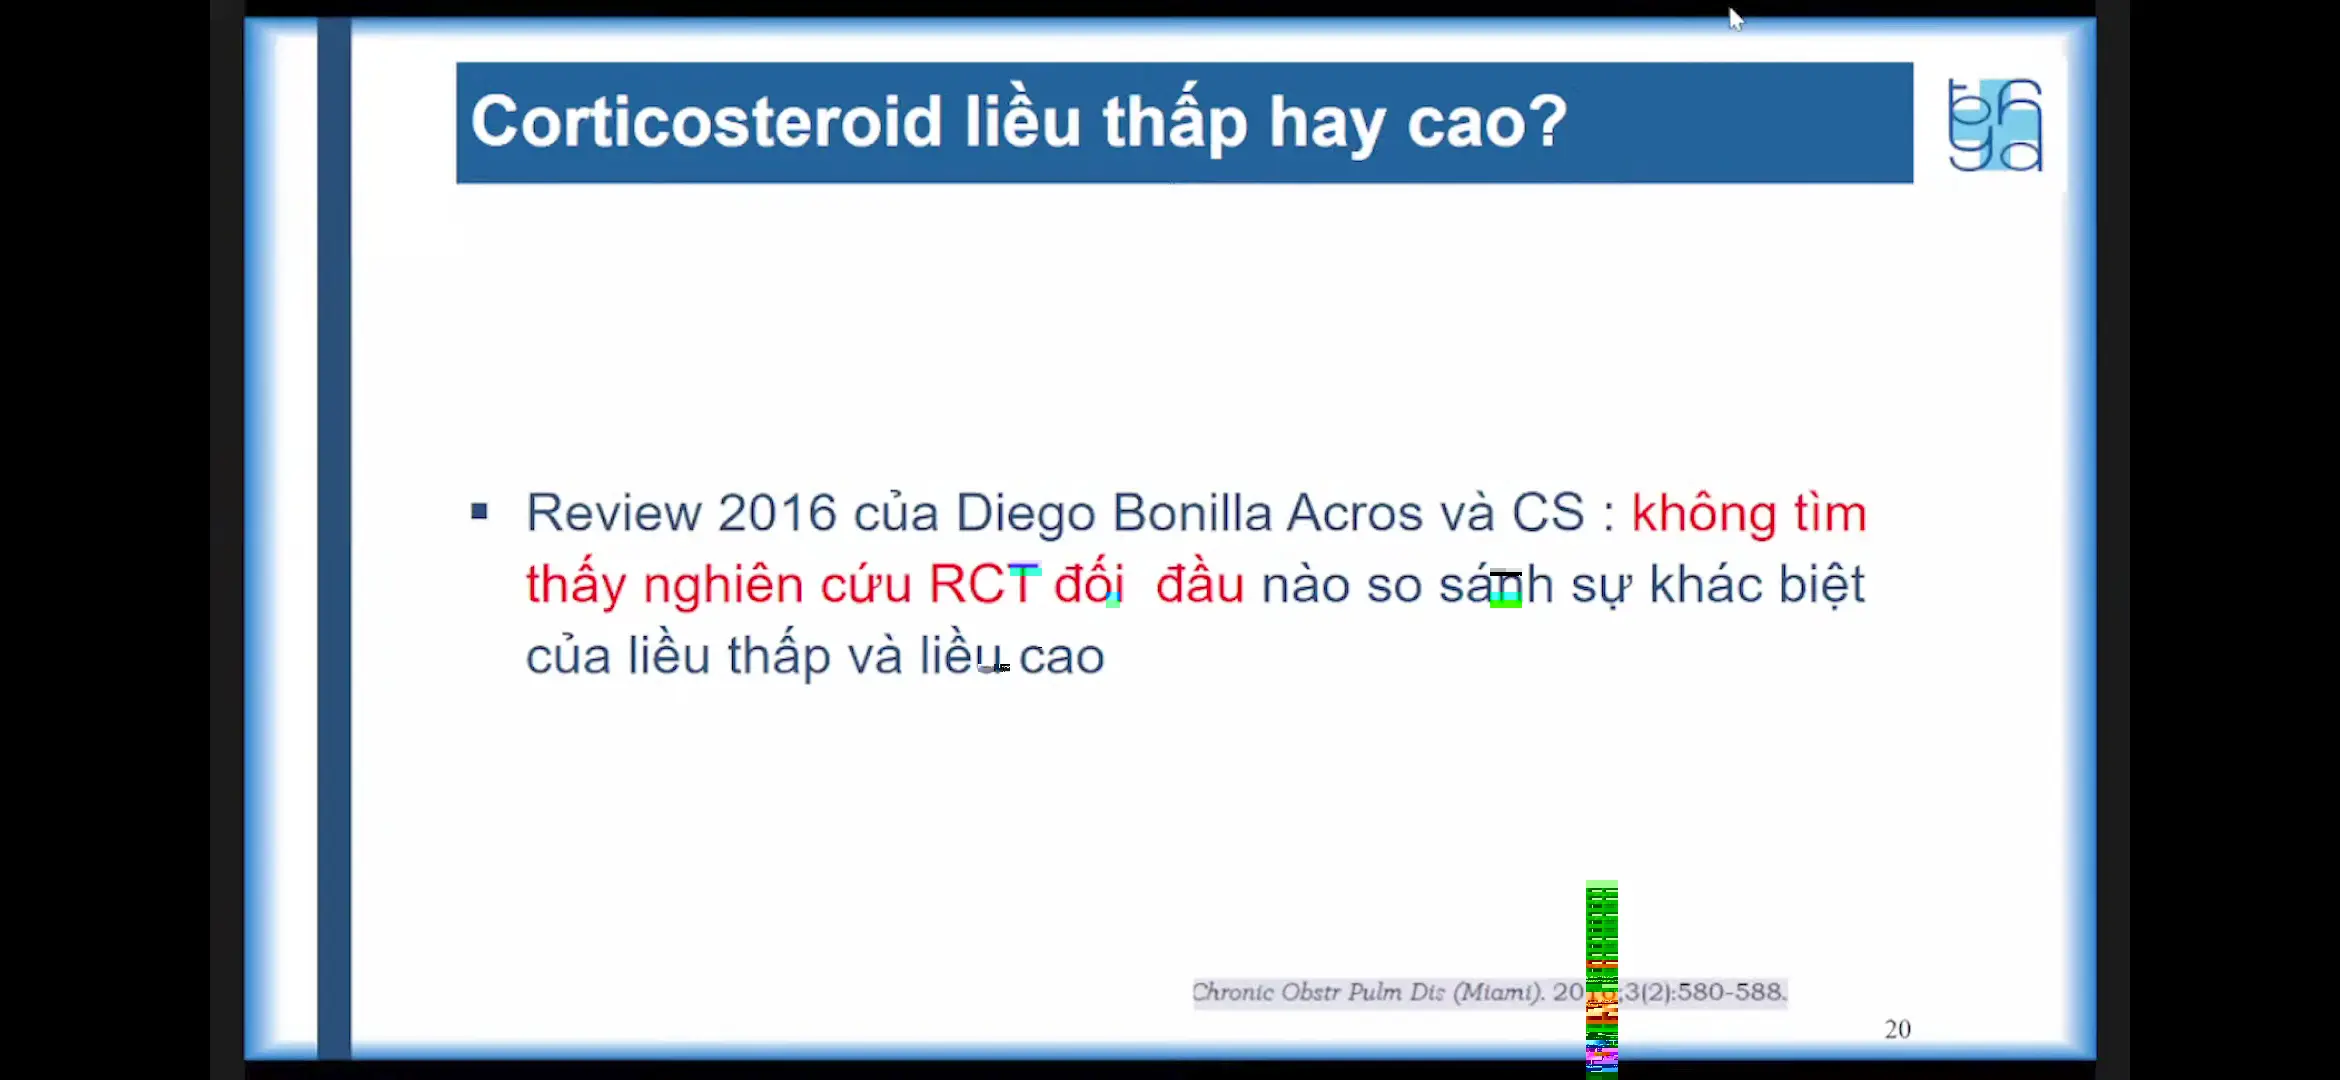 Corticosteroid liều thấp hay cao?
▪ Review 2016 của Diego Bonilla Acros và CS : không tìm
thấy nghiên cứu RCT đối  đầu nào so sánh sự khác biệt
của liều thấp và liều cao
Chronic Obstr Pulm Dis (Miami). 2016;3(2):580-588.
20